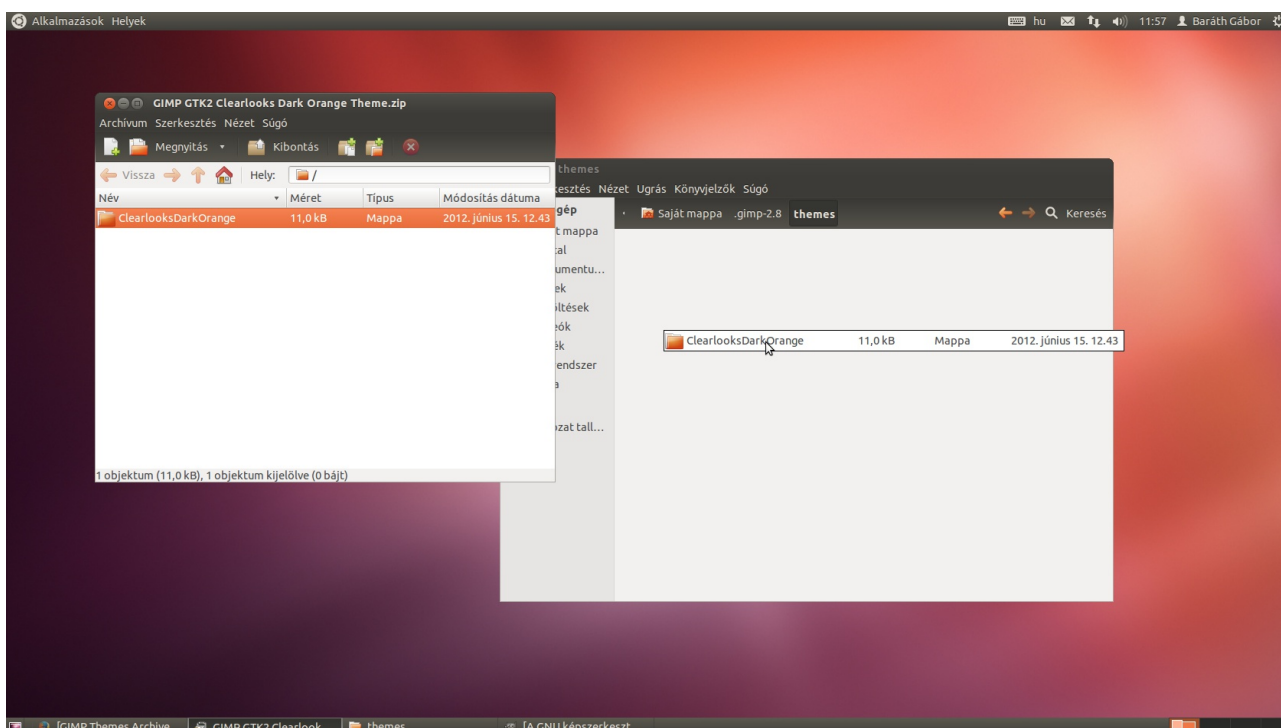 Alkalmazások Helyek hu 11:57 Baráth Gábor
GIMP GTK2 Clearlooks Dark Orange Theme.zip
Archívum Szerkesztés Nézet Súgó
Megnyitás Kibontás
Vissza Hely: /
Név Méret Típus Módosítás dátuma
ClearlooksDarkOrange 11,0 kB Mappa 2012. június 15. 12.43
1 objektum (11,0 kB), 1 objektum kijelölve (0 bájt)
themes
esztés Nézet Ugrás Könyvjelzők Súgó
gép Saját mappa .gimp-2.8 themes Keresés
t mappa
tal
umentu...
ek
öltések
eók
ék
endszer
a
ózat tall...
ClearlooksDarkOrange 11,0 kB Mappa 2012. június 15. 12.43
[GIMP Themes Archive ... GIMP GTK2 Clearlook... themes [A GNU képszerkeszt...